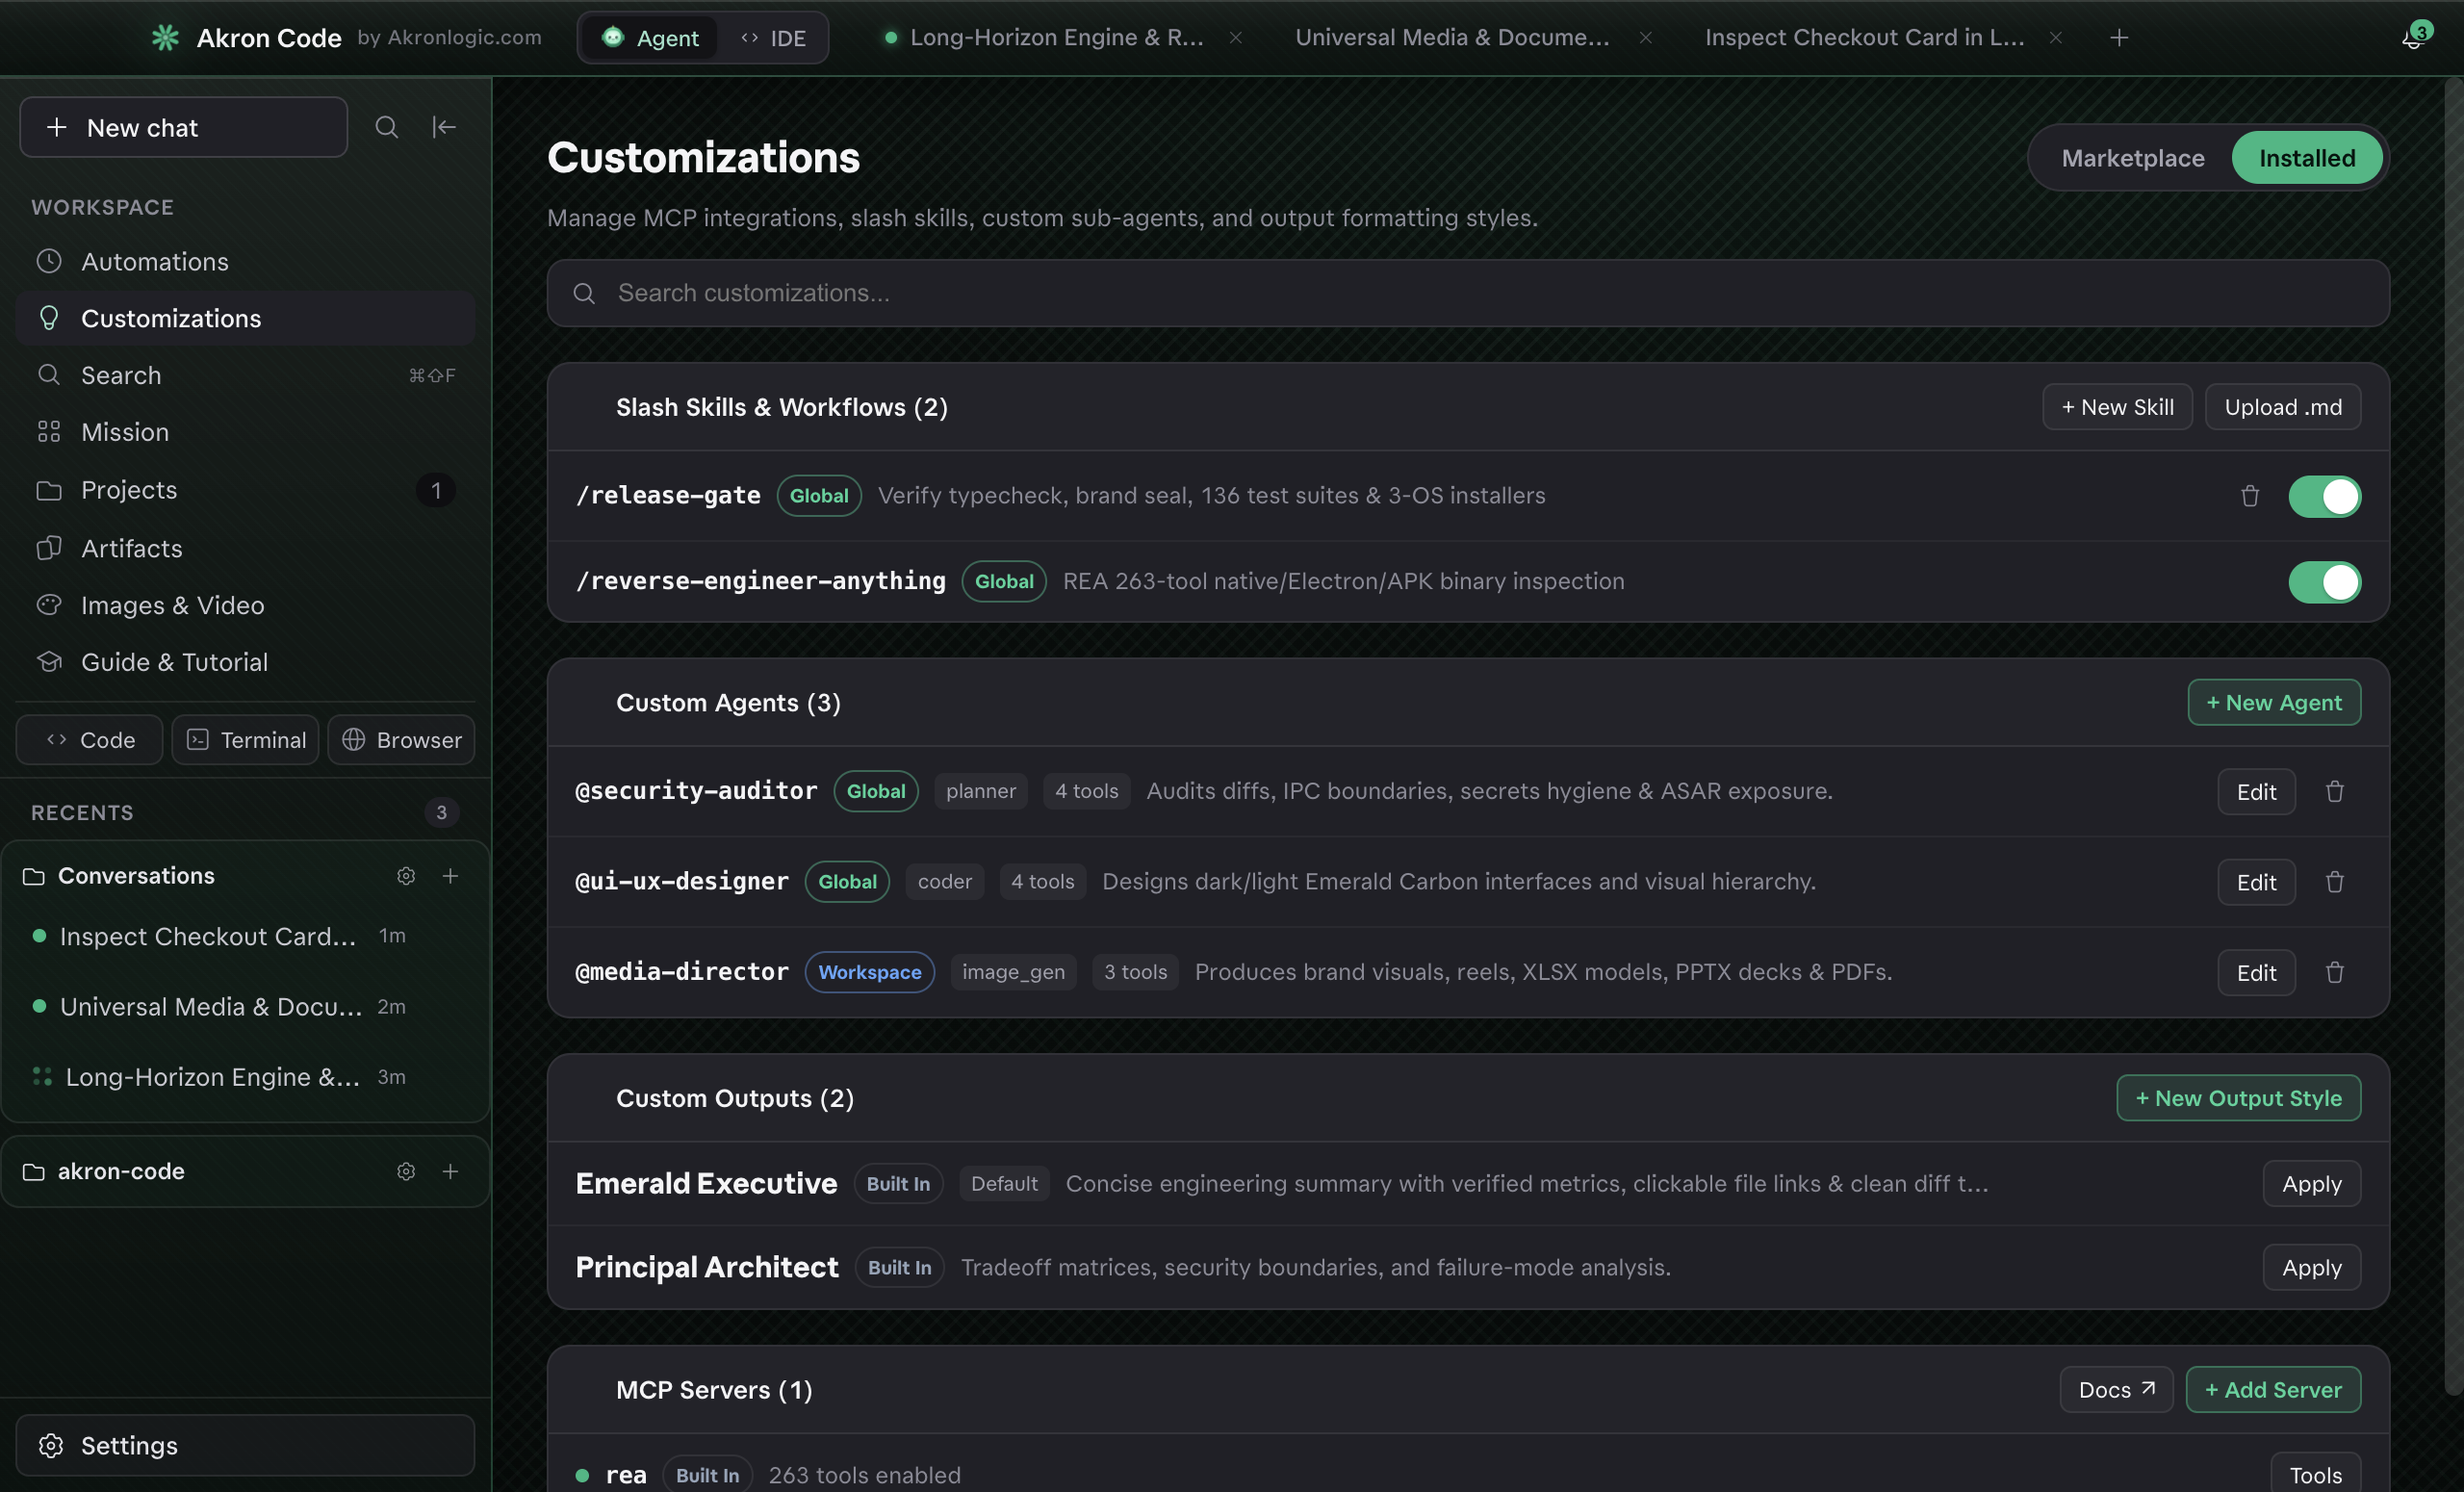 Akron Code by Akronlogic.com
Agent
IDE
Long-Horizon Engine & R...
Universal Media & Docume...
Inspect Checkout Card in L...
3
New chat
WORKSPACE
Automations
Customizations
Search ⌘⇧F
Mission
Projects 1
Artifacts
Images & Video
Guide & Tutorial
Code
Terminal
Browser
RECENTS 3
Conversations
Inspect Checkout Card... 1m
Universal Media & Docu... 2m
Long-Horizon Engine &... 3m
akron-code
Settings
Customizations
Marketplace
Installed
Manage MCP integrations, slash skills, custom sub-agents, and output formatting styles.
Search customizations...
Slash Skills & Workflows (2)
+ New Skill
Upload .md
/release-gate Global Verify typecheck, brand seal, 136 test suites & 3-OS installers
/reverse-engineer-anything Global REA 263-tool native/Electron/APK binary inspection
Custom Agents (3)
+ New Agent
@security-auditor Global planner 4 tools Audits diffs, IPC boundaries, secrets hygiene & ASAR exposure. Edit
@ui-ux-designer Global coder 4 tools Designs dark/light Emerald Carbon interfaces and visual hierarchy. Edit
@media-director Workspace image_gen 3 tools Produces brand visuals, reels, XLSX models, PPTX decks & PDFs. Edit
Custom Outputs (2)
+ New Output Style
Emerald Executive Built In Default Concise engineering summary with verified metrics, clickable file links & clean diff t... Apply
Principal Architect Built In Tradeoff matrices, security boundaries, and failure-mode analysis. Apply
MCP Servers (1)
Docs ↗
+ Add Server
rea Built In 263 tools enabled Tools